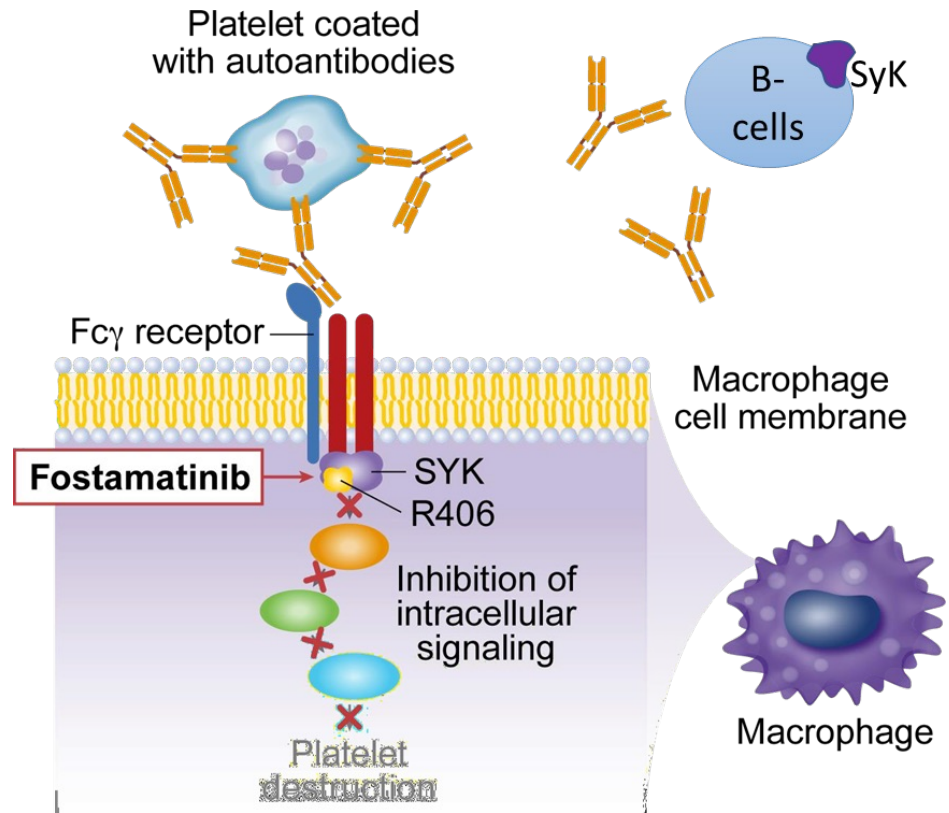 Platelet coated
with autoantibodies
B-
cells
SyK
Fcγ receptor
Macrophage
cell membrane
Fostamatinib
SYK
R406
Inhibition of
intracellular
signaling
Platelet
destruction
Macrophage